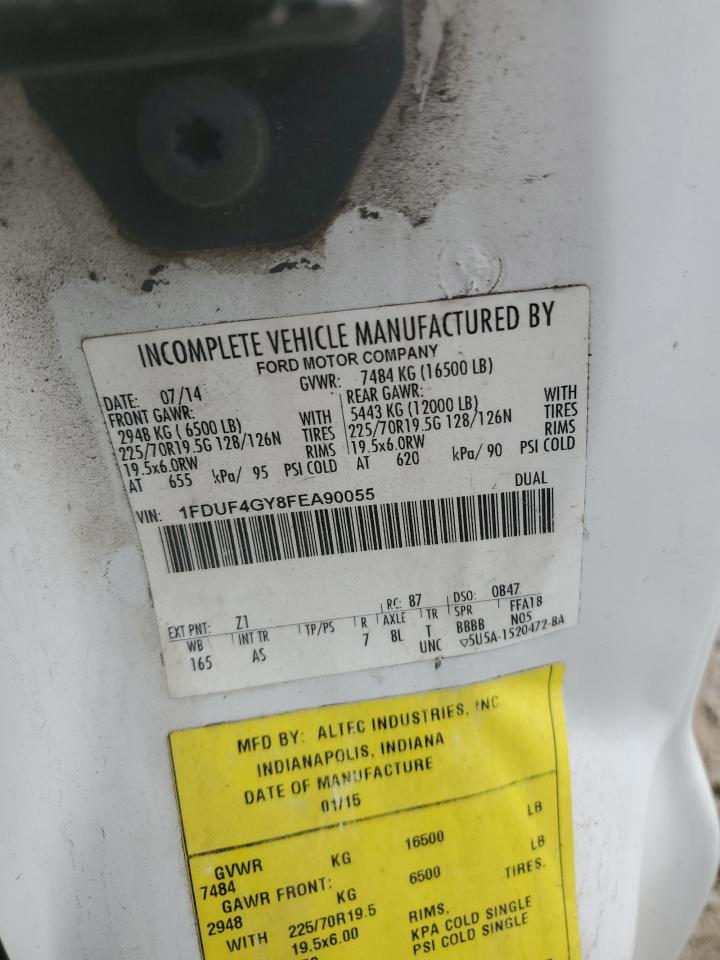 INCOMPLETE VEHICLE MANUFACTURED BY
FORD MOTOR COMPANY
DATE: 07/14 GVWR: 7484 KG (16500 LB)
FRONT GAWR: REAR GAWR:
2948 KG ( 6500 LB) WITH 5443 KG (12000 LB) WITH
225/70R19.5G 128/126N TIRES 225/70R19.5G 128/126N TIRES
19.5x6.0RW RIMS 19.5x6.0RW RIMS
AT 655 kPa/ 95 PSI COLD AT 620 kPa/ 90 PSI COLD
DUAL
VIN: 1FDUF4GY8FEA90055
EXT PNT: Z1 RC: 87 DSO: 0847
WB INT TR TP/PS R AXLE TR SPR FFA18
165 AS 7 8L T BBBB N05
UNC ▽5U5A-1520472-BA
MFD BY: ALTEC INDUSTRIES, INC.
INDIANAPOLIS, INDIANA
DATE OF MANUFACTURE
01/15
GVWR KG 16500 LB
7484
GAWR FRONT: KG 6500 LB
2948 TIRES.
WITH 225/70R19.5 RIMS,
19.5x6.00 KPA COLD SINGLE
PSI COLD SINGLE